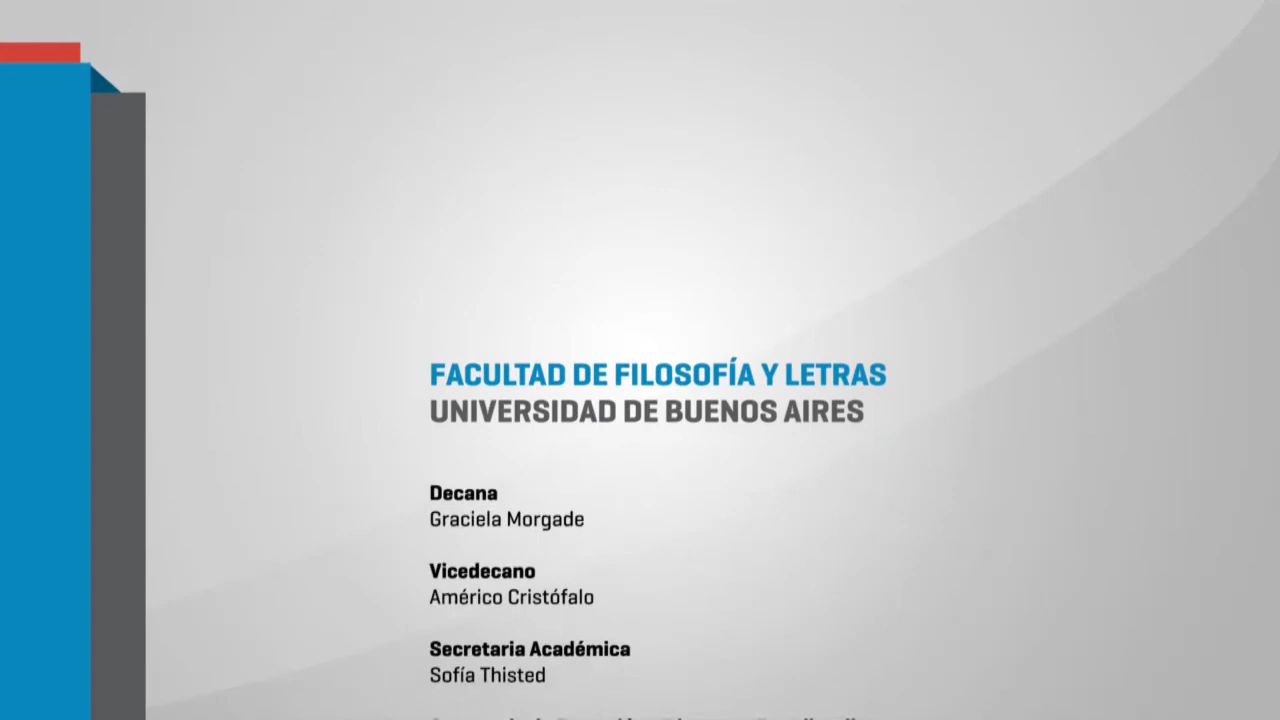 FACULTAD DE FILOSOFÍA Y LETRAS
UNIVERSIDAD DE BUENOS AIRES
Decana
Graciela Morgade
Vicedecano
Américo Cristófalo
Secretaria Académica
Sofía Thisted